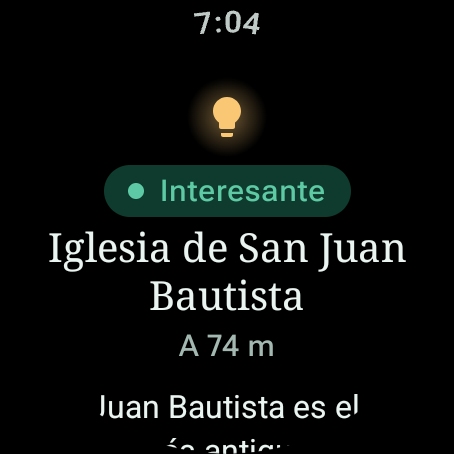 7:04
Interesante
Iglesia de San Juan
Bautista
A 74 m
Juan Bautista es el